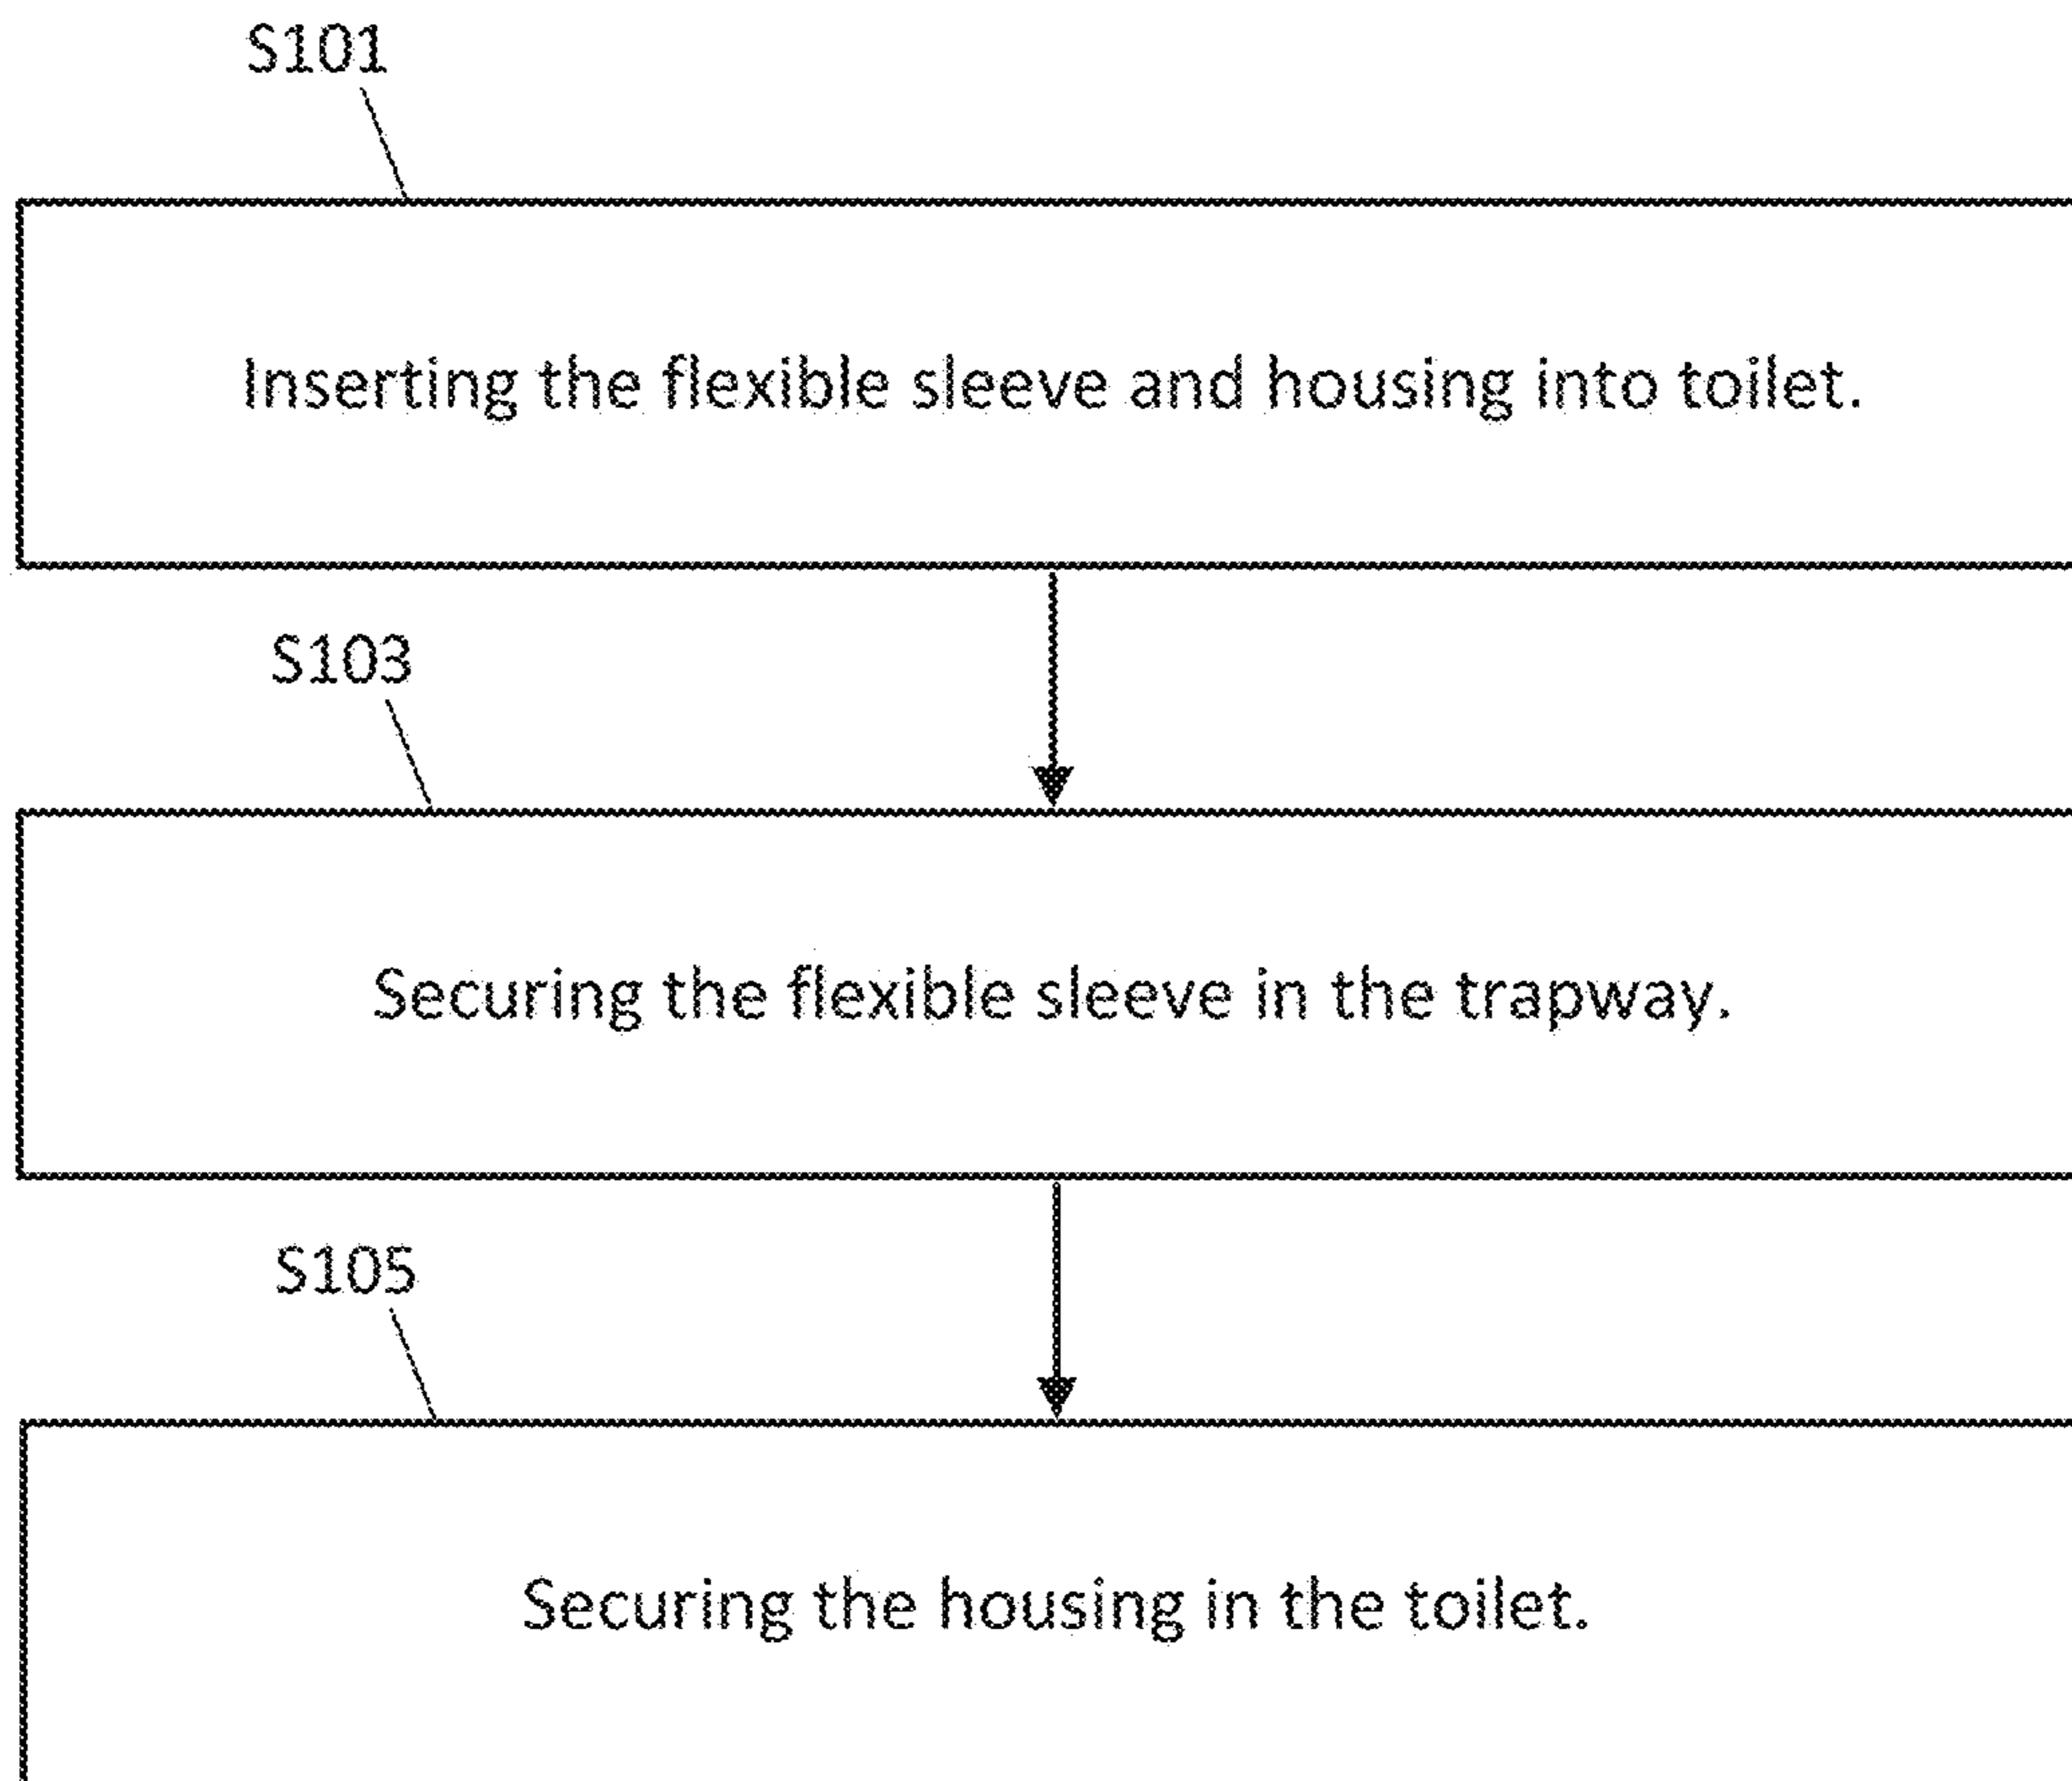 S101
Inserting the flexible sleeve and housing into toilet.
S103
Securing the flexible sleeve in the trapway.
S105
Securing the housing in the toilet.